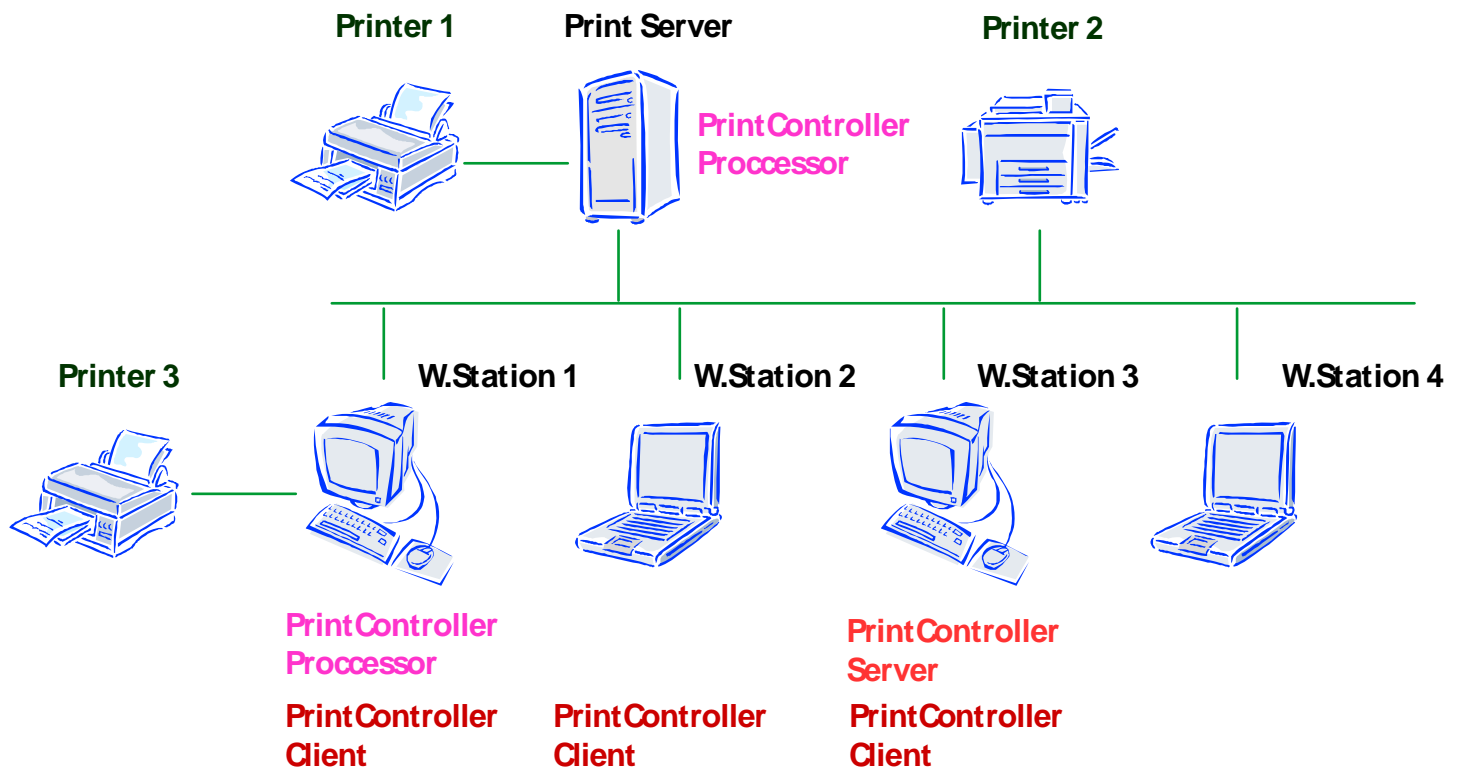 Printer 1
Print Server
Printer 2
PrintController
Proccessor
Printer 3
W.Station 1
W.Station 2
W.Station 3
W.Station 4
PrintController
Proccessor
PrintController
Server
PrintController
Client
PrintController
Client
PrintController
Client